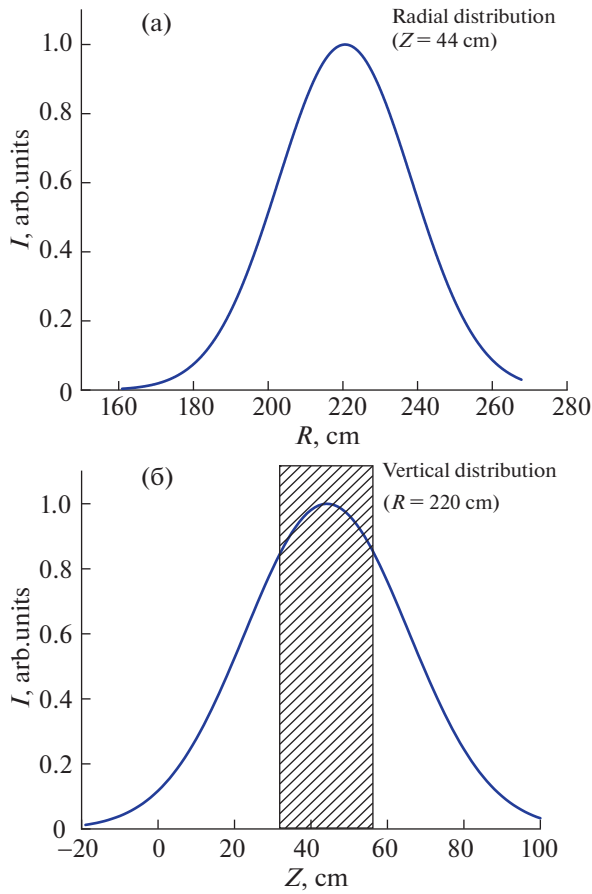 (а)
Radial distribution
(Z = 44 cm)
I, arb.units
1.0
0.8
0.6
0.4
0.2
0
160 180 200 220 240 260 280
R, cm
(б)
Vertical distribution
(R = 220 cm)
I, arb.units
1.0
0.8
0.6
0.4
0.2
0
−20 0 20 40 60 80 100
Z, cm